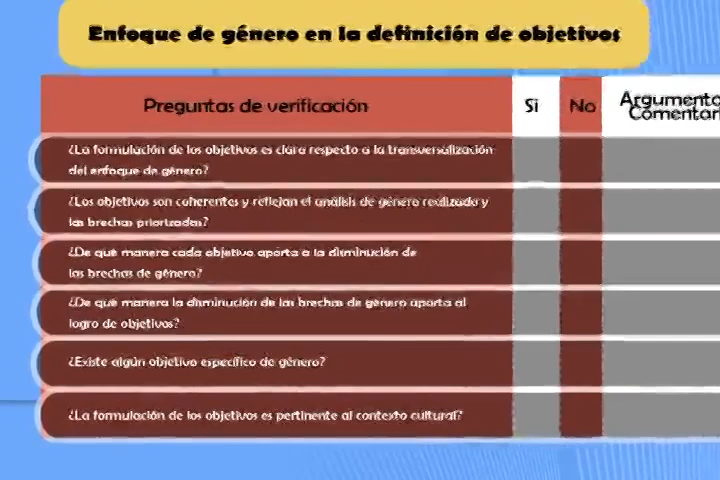 Enfoque de género en la definición de objetivos
Preguntas de verificación
Si
No
Argumento
Comentar
¿La formulación de los objetivos es clara respecto a la transversalización
del enfoque de género?
¿Los objetivos son coherentes y reflejan el análisis de género realizado y
las brechas priorizadas?
¿De qué manera cada objetivo aporta a la disminución de
las brechas de género?
¿De qué manera la disminución de las brechas de género aporta al
logro de objetivos?
¿Existe algún objetivo específico de género?
¿La formulación de los objetivos es pertinente al contexto cultural?